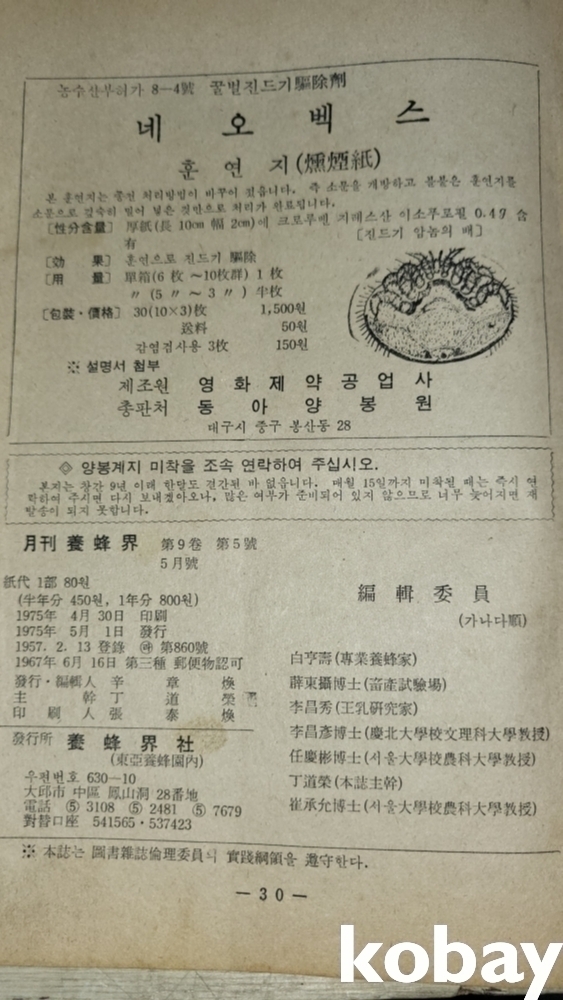 농수산부허가 8—4號 꿀벌진드기驅除劑
네 오 벡 스
훈 연 지(燻煙紙)
본 훈연지는 종전 처리방법이 바꾸어 젓읍니다. 즉 소문을 개방하고 불붙은 훈연지를
소문으로 깊숙히 밀어 넣은 것만으로 처리가 완료됩니다.
[性分含量] 厚紙(長 10cm 幅 2cm)에 크로루벤 지레스산 이소푸로필 0.4g 含
有
[진드기 암놈의 배]
[効 果] 훈연으로 진드기 驅除
[用 量] 單箱(6 枚 ～10枚群) 1 枚
〃 (5 〃 ～ 3 〃 ) 半枚
[包裝・價格] 30(10×3)枚 1,500원
送料 50원
감염검사용 3枚 150원
※ 설명서 첨부
제조원 영 화 제 약 공 업 사
총판처 동 아 양 봉 원
대구시 중구 봉산동 28
◇ 양봉계지 미착을 조속 연락하여 주십시오.
본지는 창간 9년 이래 한달도 결간된 바 없읍니다. 매월 15일까지 미착될 때는 즉시 연
락하여 주시면 다시 보내겠아오나, 많은 여부가 준비되어 있지 않으므로 너무 늦어지면 재
발송이 되지 못합니다.
月刊 養蜂界 第9卷 第5號
5月號
紙代 1部 80원
(半年分 450원, 1年分 800원)
1975年 4月 30日 印刷
1975年 5月 1日 發行
1957. 2. 13 登錄 第860號
1967年 6月 16日 第三種 郵便物認可
發行・編輯人 辛 章 煥
主 幹 丁 道 榮
印 刷 人 張 泰 煥
發行所 養 蜂 界 社
(東亞養蜂園内)
우편번호 630—10
大邱市 中區 鳳山洞 28番地
電話 ⑤ 3108 ⑤ 2481 ⑤ 7679
對替口座 541565・537423
編 輯 委 員
(가나다順)
白亨壽(專業養蜂家)
薛東攝博士(畜産試驗場)
李昌秀(王乳硏究家)
李昌彥博士(慶北大學校文理科大學敎授)
任慶彬博士(서울大學校農科大學敎授)
丁道榮(本誌主幹)
崔承允博士(서울大學校農科大學敎授)
※ 本誌는 圖書雜誌倫理委員의 實踐綱領을 遵守한다.
— 30 —
kobay